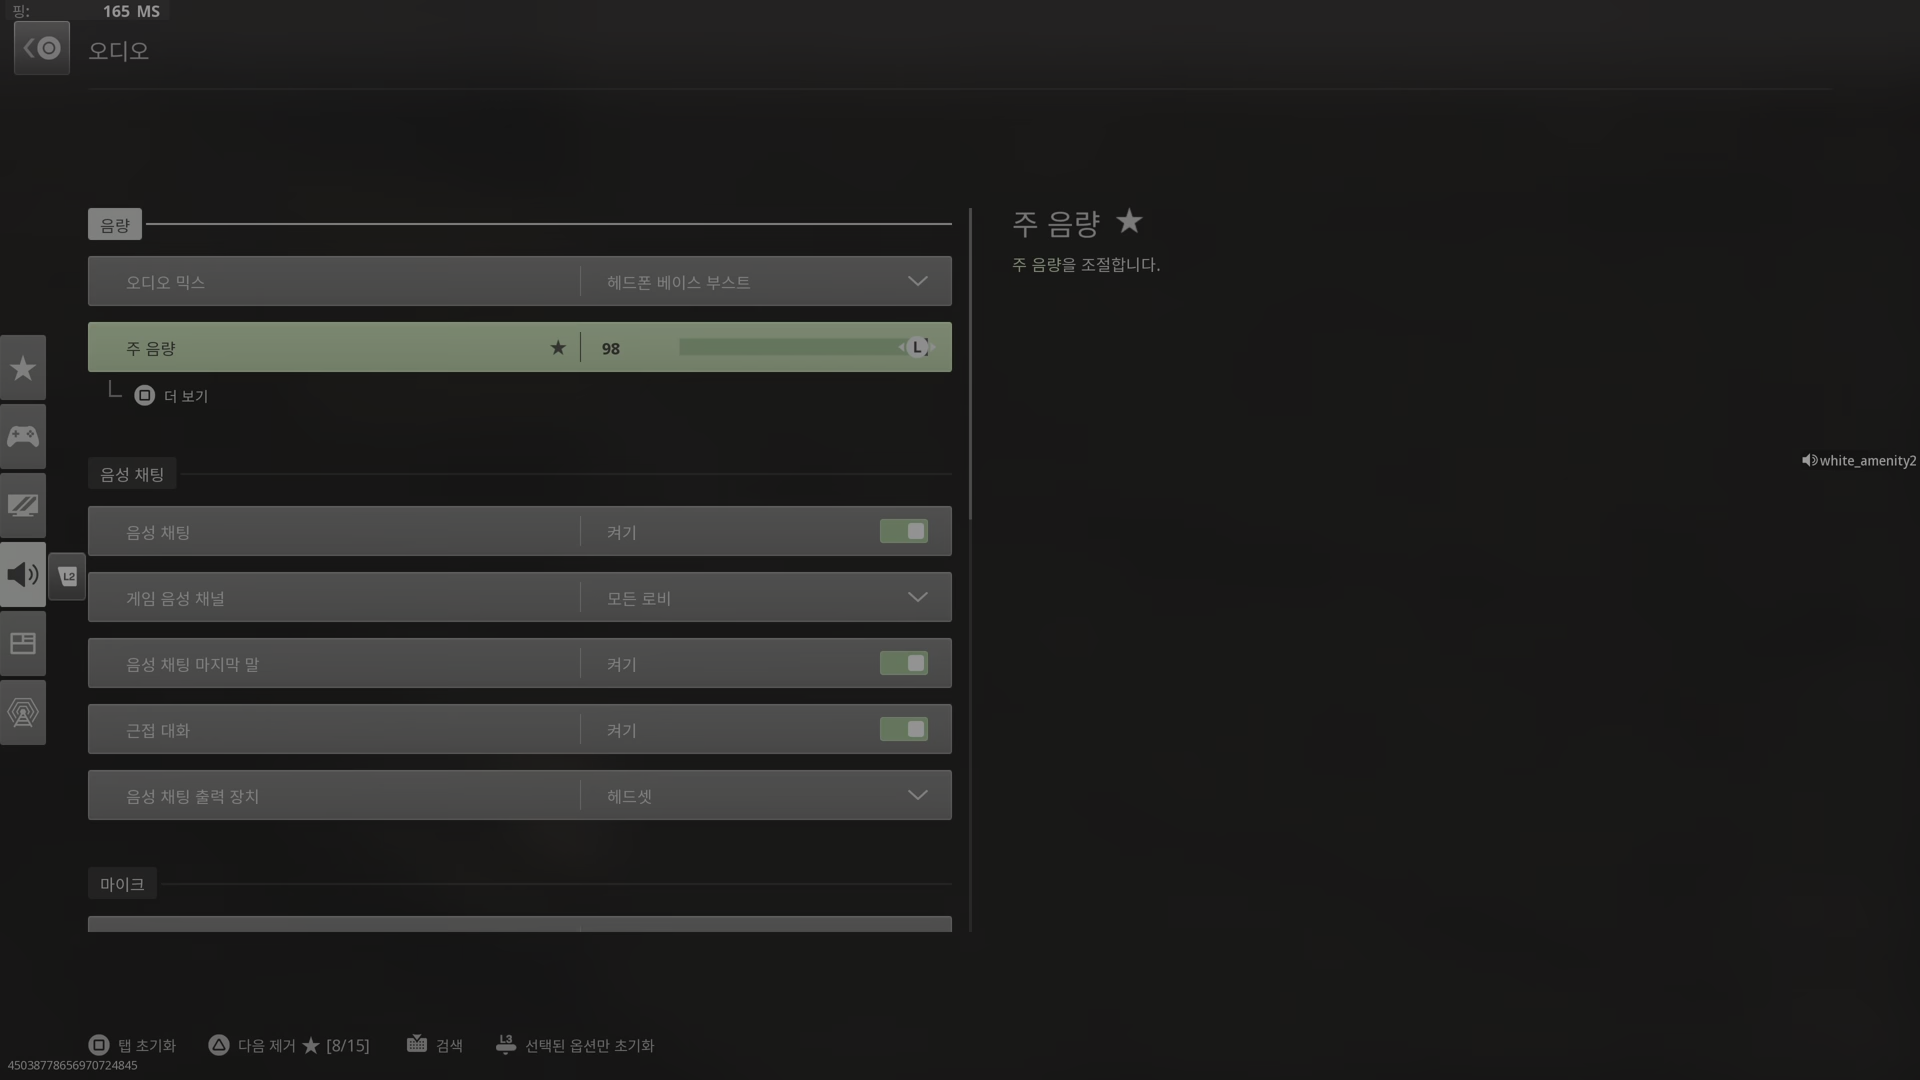 핑: 165 MS
오디오
음량
오디오 믹스 헤드폰 베이스 부스트
주 음량 ★ 98 L
더 보기
음성 채팅
음성 채팅 켜기
게임 음성 채널 모든 로비
음성 채팅 마지막 말 켜기
근접 대화 켜기
음성 채팅 출력 장치 헤드셋
마이크
주 음량 ★
주 음량을 조절합니다.
white_amenity2
L2
탭 초기화 다음 제거 ★ [8/15] 검색 L3 선택된 옵션만 초기화
45038778656970724845